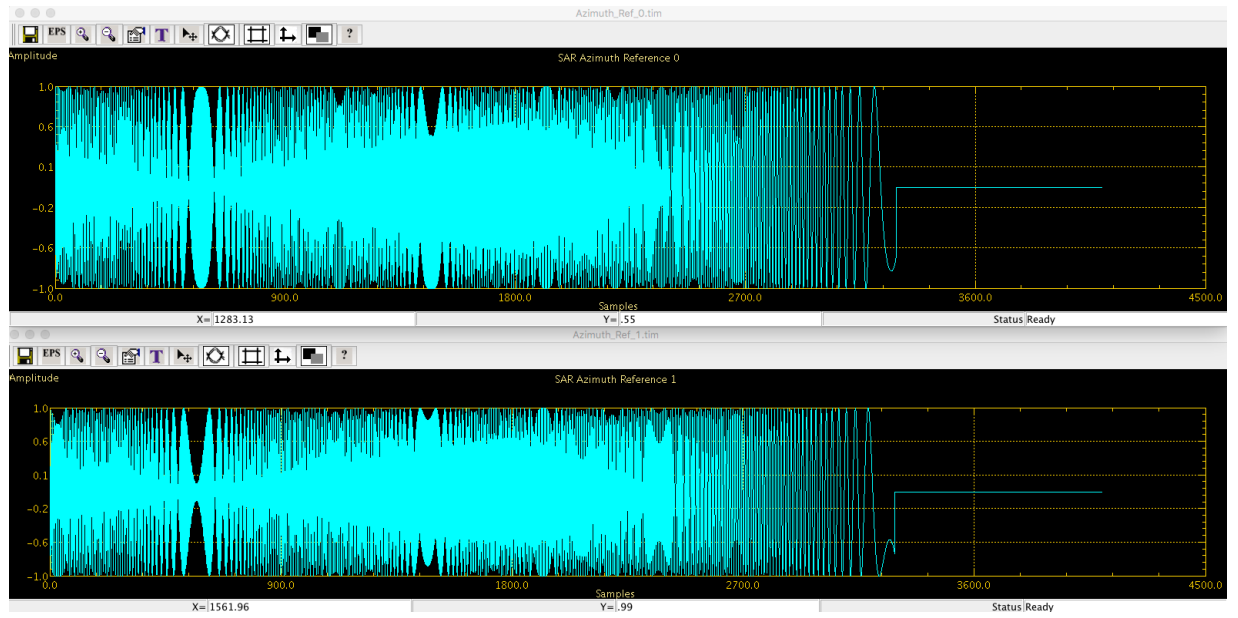 Azimuth_Ref_0.tim
EPS T ?
Amplitude
SAR Azimuth Reference 0
1.0
0.6
0.1
-0.2
-0.6
-1.0
0.0 900.0 1800.0 2700.0 3600.0 4500.0
Samples
X= 1283.13 Y= .55 Status Ready
Azimuth_Ref_1.tim
EPS T ?
Amplitude
SAR Azimuth Reference 1
1.0
0.6
0.1
-0.2
-0.6
-1.0
0.0 900.0 1800.0 2700.0 3600.0 4500.0
Samples
X= 1561.96 Y= .99 Status Ready